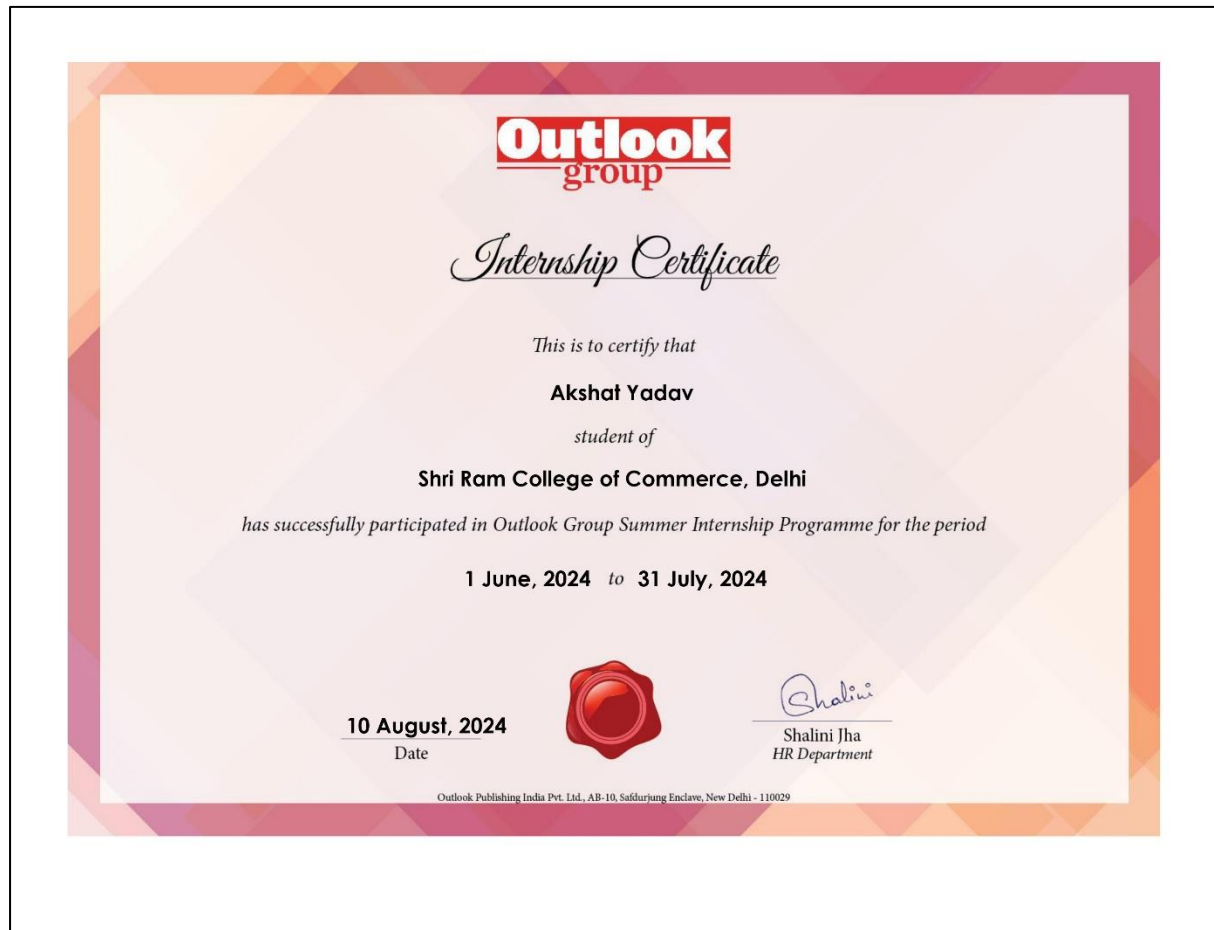 Outlook
group
Internship Certificate
This is to certify that
Akshat Yadav
student of
Shri Ram College of Commerce, Delhi
has successfully participated in Outlook Group Summer Internship Programme for the period
1 June, 2024 to 31 July, 2024
Shalini
10 August, 2024
Date
Shalini Jha
HR Department
Outlook Publishing India Pvt. Ltd., AB-10, Safdurjung Enclave, New Delhi - 110029